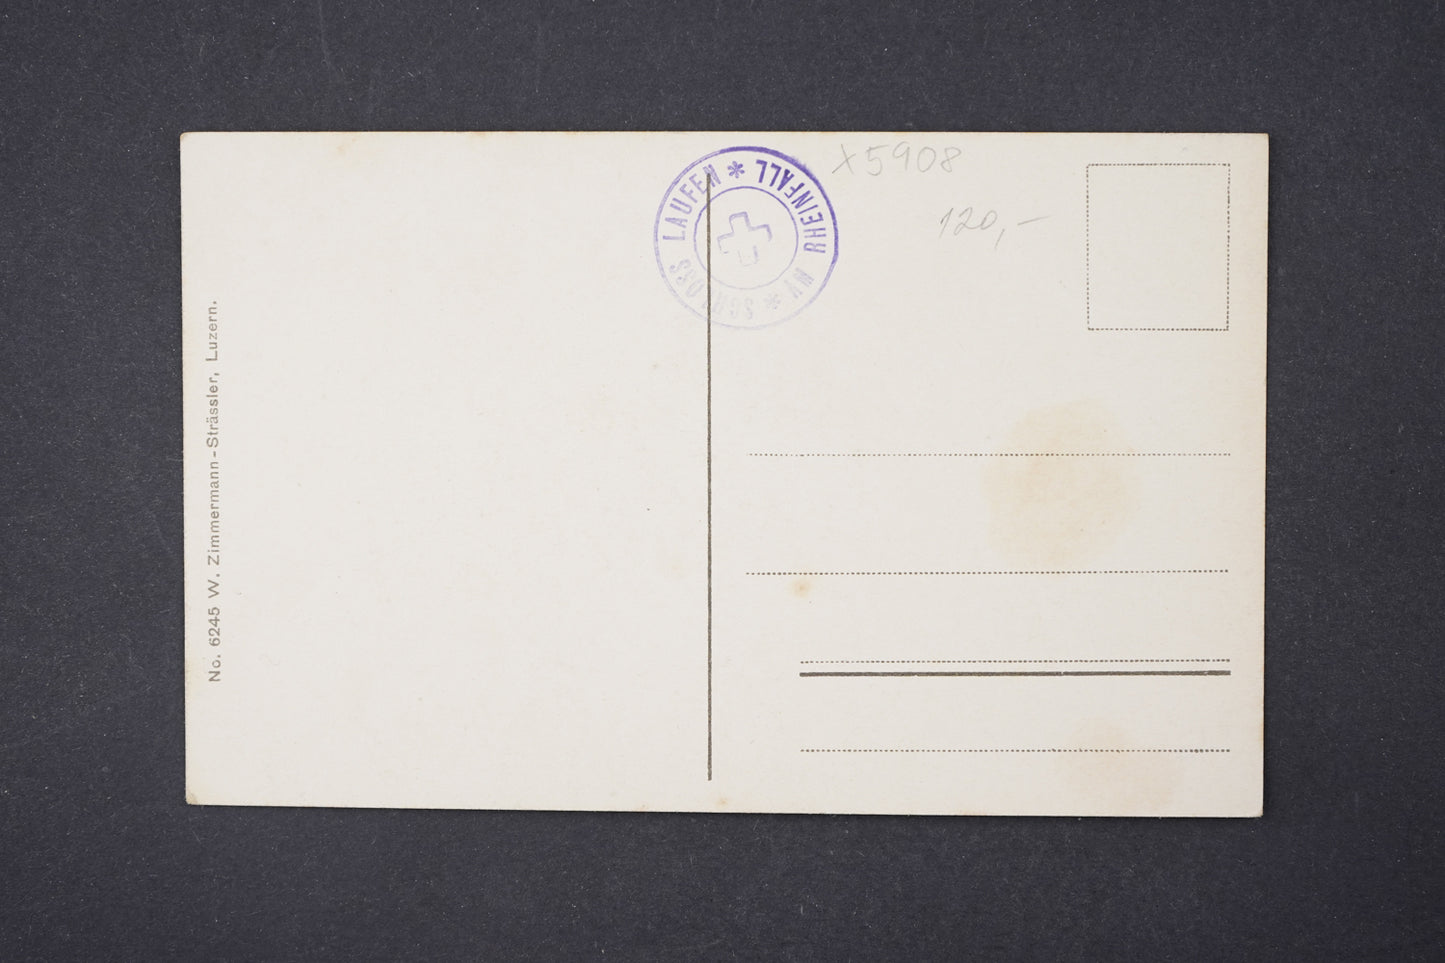 SCHLOSS LAUFEN * AM RHEINFALL *
X5908
120,-
No. 6245 W. Zimmermann-Strässler, Luzern.